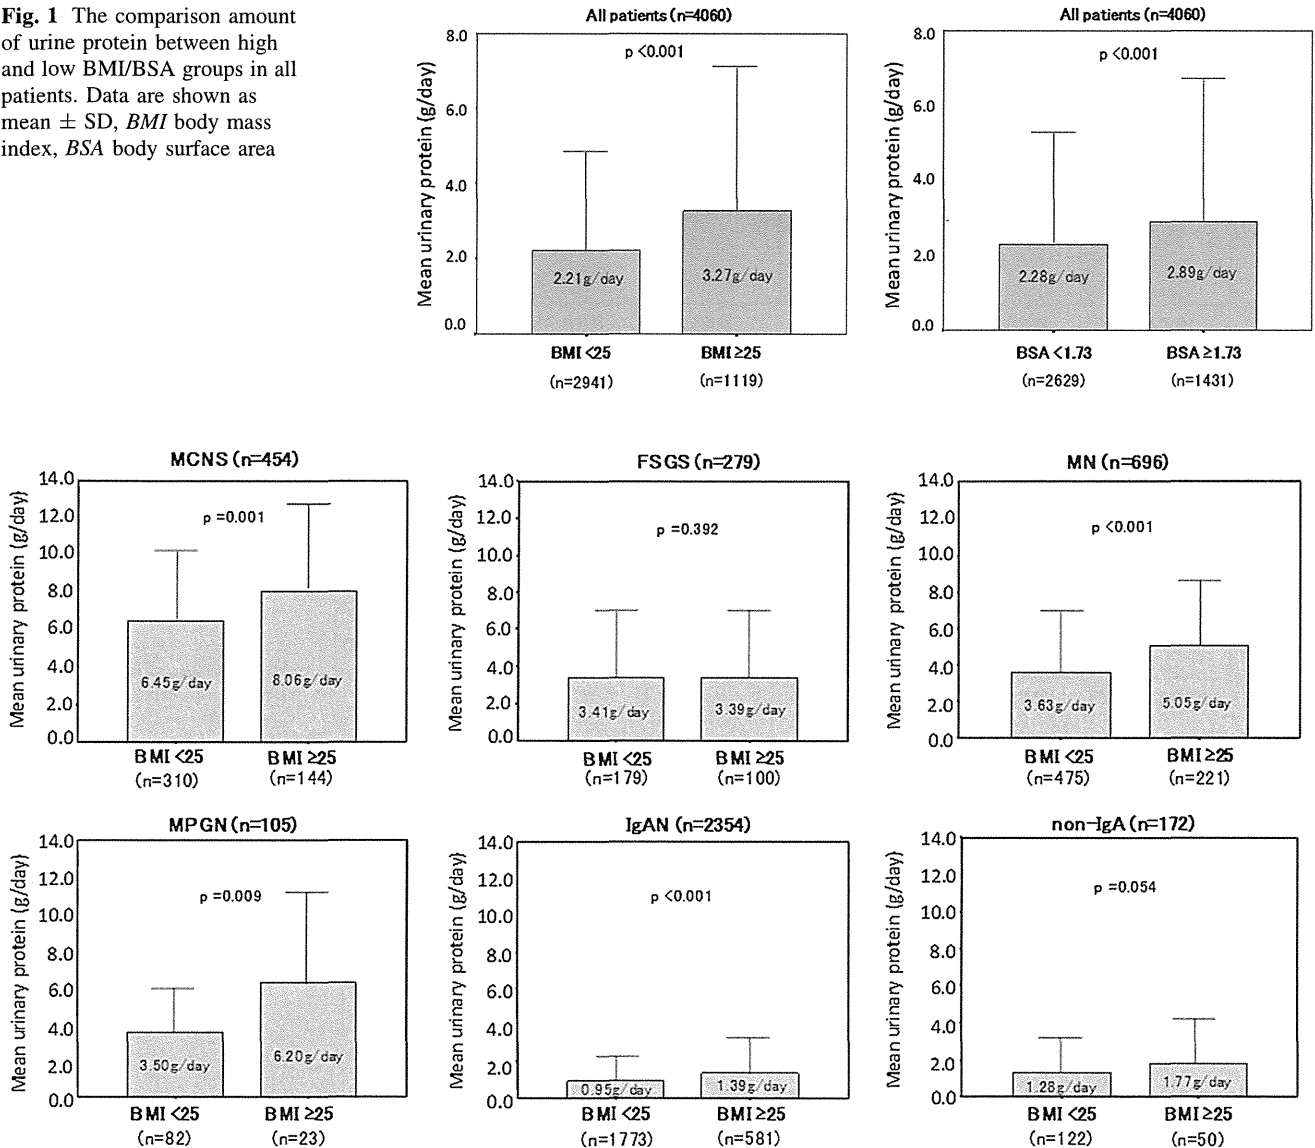 Fig. 1 The comparison amount
of urine protein between high
and low BMI/BSA groups in all
patients. Data are shown as
mean ± SD, BMI body mass
index, BSA body surface area
All patients (n=4060)
Mean urinary protein (g/day)
8.0
6.0
4.0
2.0
0.0
p <0.001
2.21g/day
3.27g/day
BMI <25
BMI ≥25
(n=2941)
(n=1119)
All patients (n=4060)
Mean urinary protein (g/day)
8.0
6.0
4.0
2.0
0.0
p <0.001
2.28g/day
2.89g/day
BSA <1.73
BSA ≥1.73
(n=2629)
(n=1431)
MCNS (n=454)
Mean urinary protein (g/day)
14.0
12.0
10.0
8.0
6.0
4.0
2.0
0.0
p =0.001
6.45g/day
8.06g/day
BMI <25
BMI ≥25
(n=310)
(n=144)
FSGS (n=279)
Mean urinary protein (g/day)
14.0
12.0
10.0
8.0
6.0
4.0
2.0
0.0
p =0.392
3.41g/day
3.39g/day
BMI <25
BMI ≥25
(n=179)
(n=100)
MN (n=696)
Mean urinary protein (g/day)
14.0
12.0
10.0
8.0
6.0
4.0
2.0
0.0
p <0.001
3.63g/day
5.05g/day
BMI <25
BMI ≥25
(n=475)
(n=221)
MPGN (n=105)
Mean urinary protein (g/day)
14.0
12.0
10.0
8.0
6.0
4.0
2.0
0.0
p =0.009
3.50g/day
6.20g/day
BMI <25
BMI ≥25
(n=82)
(n=23)
IgAN (n=2354)
Mean urinary protein (g/day)
14.0
12.0
10.0
8.0
6.0
4.0
2.0
0.0
p <0.001
0.95g/day
1.39g/day
BMI <25
BMI ≥25
(n=1773)
(n=581)
non-IgA (n=172)
Mean urinary protein (g/day)
14.0
12.0
10.0
8.0
6.0
4.0
2.0
0.0
p =0.054
1.28g/day
1.77g/day
BMI <25
BMI ≥25
(n=122)
(n=50)